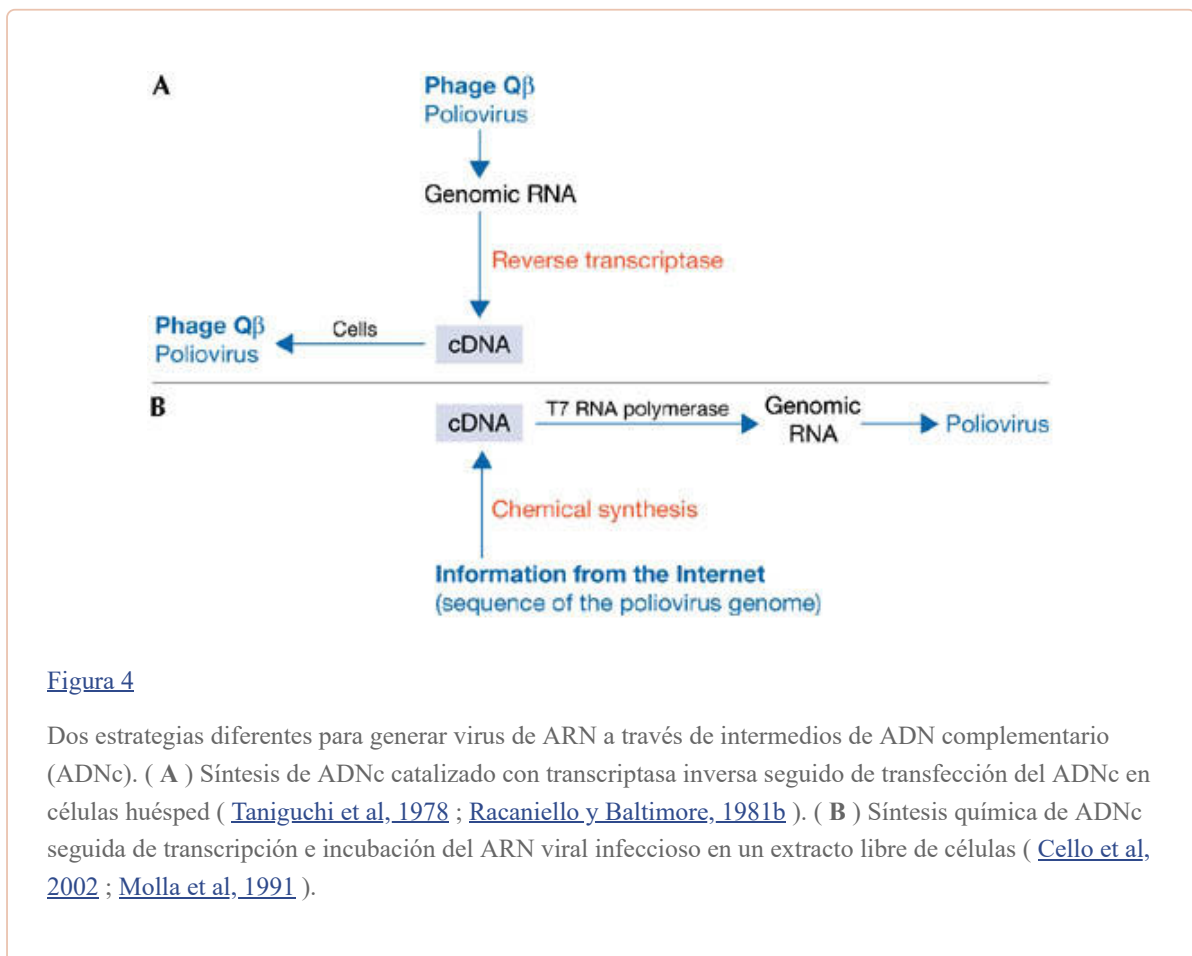 A
Phage Qβ
Poliovirus
Genomic RNA
Reverse transcriptase
Phage Qβ
Poliovirus
Cells
cDNA
B
cDNA
T7 RNA polymerase
Genomic
RNA
Poliovirus
Chemical synthesis
Information from the Internet
(sequence of the poliovirus genome)
Figura 4
Dos estrategias diferentes para generar virus de ARN a través de intermedios de ADN complementario
(ADNc). ( A ) Síntesis de ADNc catalizado con transcriptasa inversa seguido de transfección del ADNc en
células huésped ( Taniguchi et al, 1978 ; Racaniello y Baltimore, 1981b ). ( B ) Síntesis química de ADNc
seguida de transcripción e incubación del ARN viral infeccioso en un extracto libre de células ( Cello et al,
2002 ; Molla et al, 1991 ).